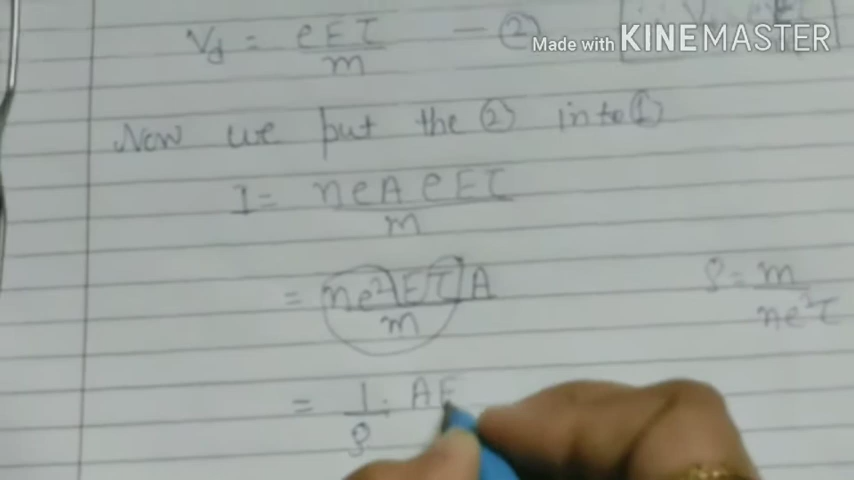 Vd = eEτ/m — ②
Made with KINEMASTER
Now we put the ② into ①
I = neAeEτ/m
= ne²Eτ A/m
ρ = m/ne²τ
= 1/ρ . AE